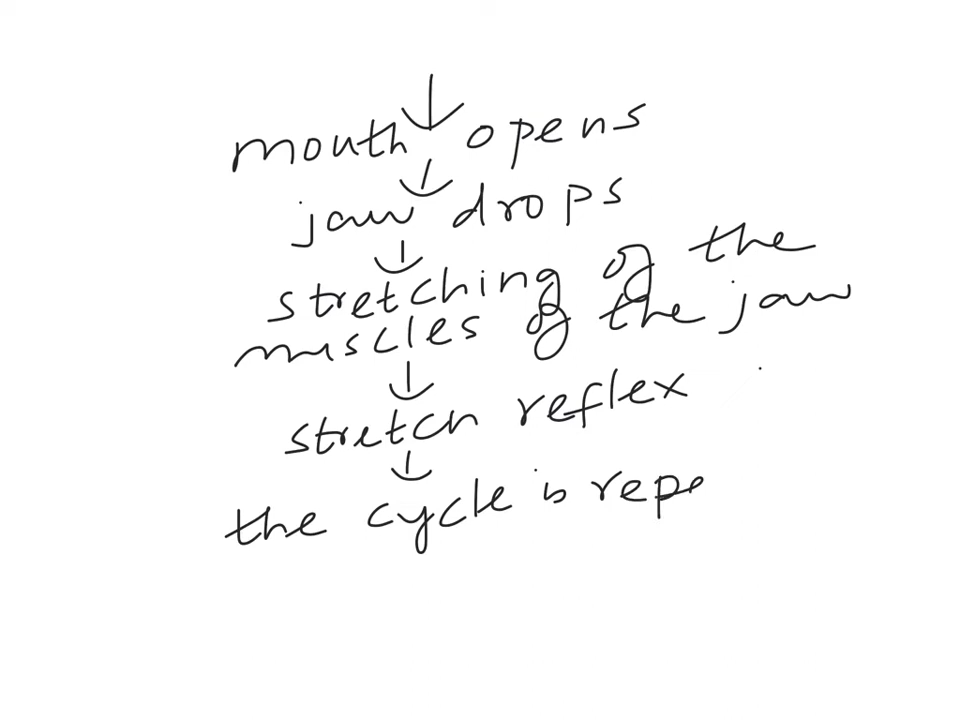 ↓
mouth opens
↓
jaw drops
↓
stretching of the
muscles of the jaw
↓
stretch reflex
↓
the cycle is repe